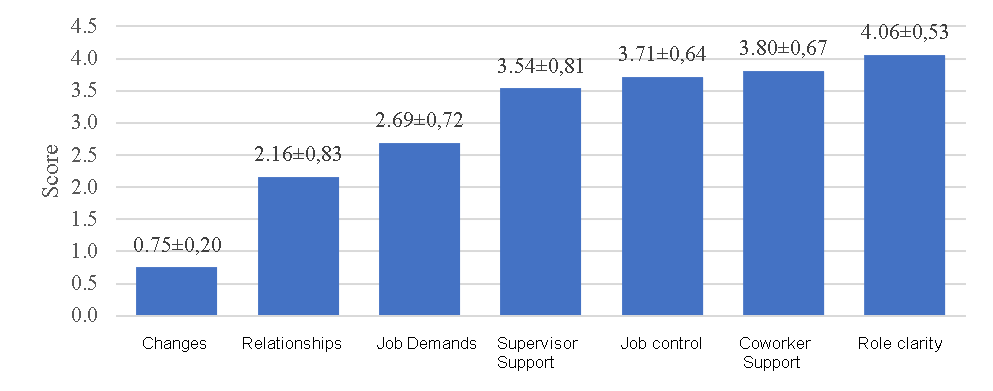 4.5
4.0
3.5
3.0
2.5
2.0
1.5
1.0
0.5
0.0
Score
0.75±0,20
2.16±0,83
2.69±0,72
3.54±0,81
3.71±0,64
3.80±0,67
4.06±0,53
Changes
Relationships
Job Demands
Supervisor
Support
Job control
Coworker
Support
Role clarity